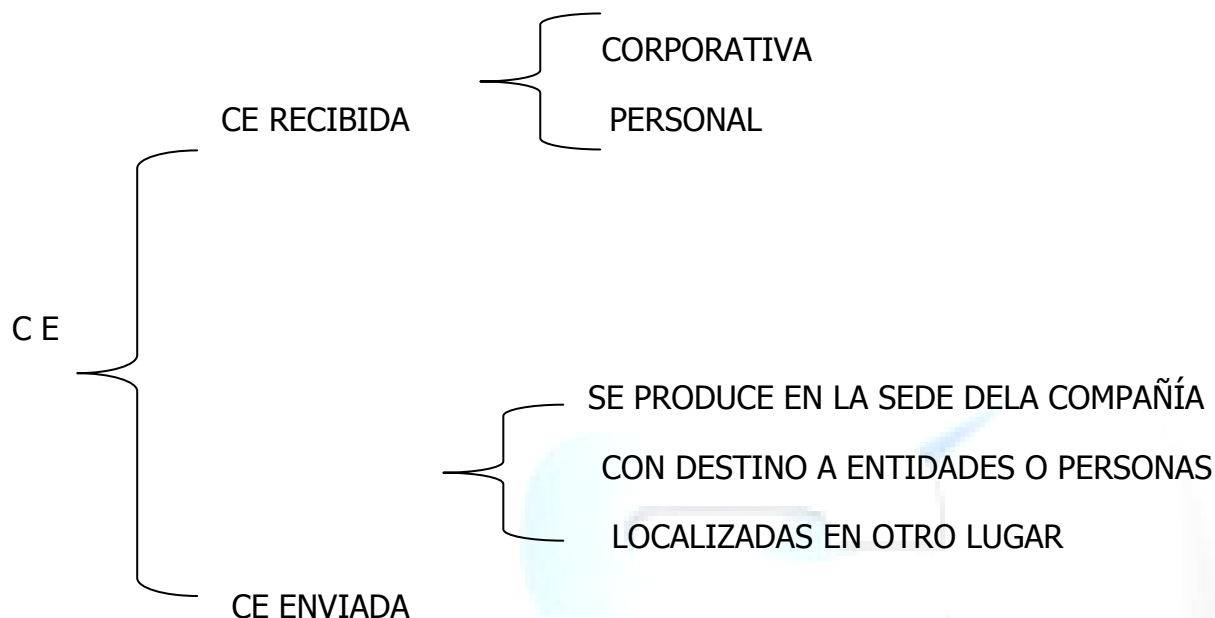 CORPORATIVA
CE RECIBIDA
PERSONAL
C E
SE PRODUCE EN LA SEDE DELA COMPAÑÍA
CON DESTINO A ENTIDADES O PERSONAS
LOCALIZADAS EN OTRO LUGAR
CE ENVIADA